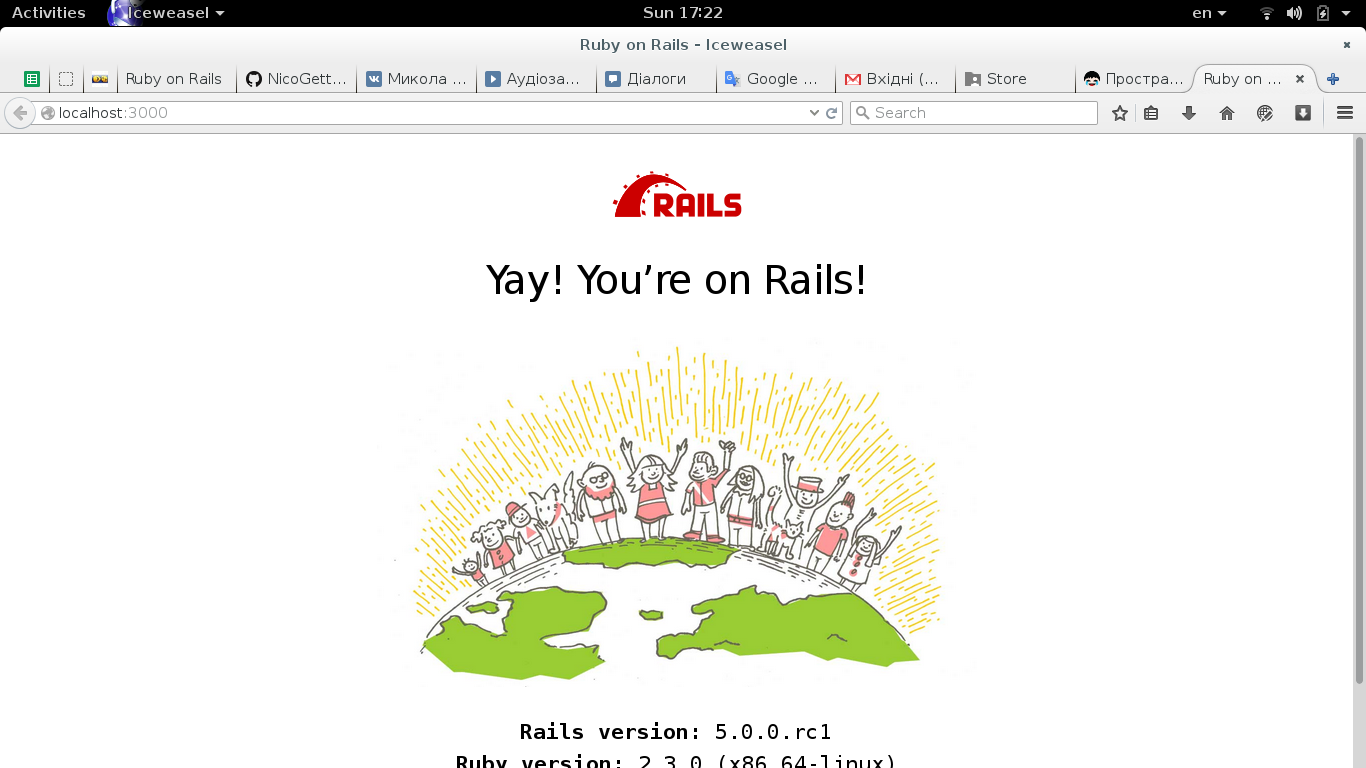 Activities
Iceweasel
Sun 17:22
en
Ruby on Rails - Iceweasel
Ruby on Rails
NicoGett...
Микола ...
Аудіоза...
Діалоги
Google ...
Вхідні (...
Store
Простра...
Ruby on ...
localhost:3000
Search
RAILS
Yay! You’re on Rails!
Rails version: 5.0.0.rc1
Ruby version: 2.3.0 (x86_64-linux)